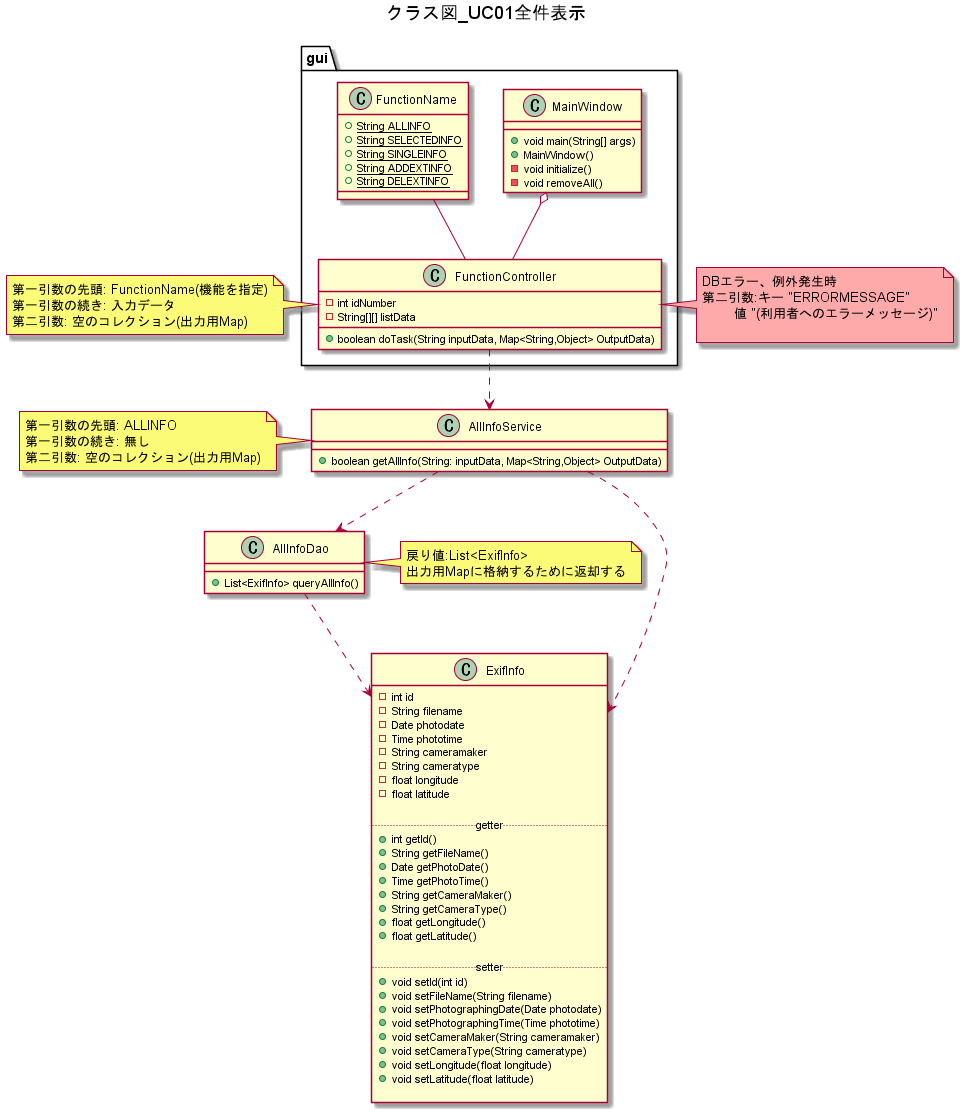 クラス図_UC01全件表示
gui
C FunctionName
String ALLINFO
String SELECTEDINFO
String SINGLEINFO
String ADDEXTINFO
String DELEXTINFO
C MainWindow
void main(String[] args)
MainWindow()
void initialize()
void removeAll()
第一引数の先頭: FunctionName(機能を指定)
第一引数の続き: 入力データ
第二引数: 空のコレクション(出力用Map)
C FunctionController
int idNumber
String[][] listData
boolean doTask(String inputData, Map<String,Object> OutputData)
DBエラー、例外発生時
第二引数:キー "ERRORMESSAGE"
値 "(利用者へのエラーメッセージ)"
第一引数の先頭: ALLINFO
第一引数の続き: 無し
第二引数: 空のコレクション(出力用Map)
C AllInfoService
boolean getAllInfo(String: inputData, Map<String,Object> OutputData)
C AllInfoDao
List<ExifInfo> queryAllInfo()
戻り値:List<ExifInfo>
出力用Mapに格納するために返却する
C ExifInfo
int id
String filename
Date photodate
Time phototime
String cameramaker
String cameratype
float longitude
float latitude
getter
int getId()
String getFileName()
Date getPhotoDate()
Time getPhotoTime()
String getCameraMaker()
String getCameraType()
float getLongitude()
float getLatitude()
setter
void setId(int id)
void setFileName(String filename)
void setPhotographingDate(Date photodate)
void setPhotographingTime(Time phototime)
void setCameraMaker(String cameramaker)
void setCameraType(String cameratype)
void setLongitude(float longitude)
void setLatitude(float latitude)